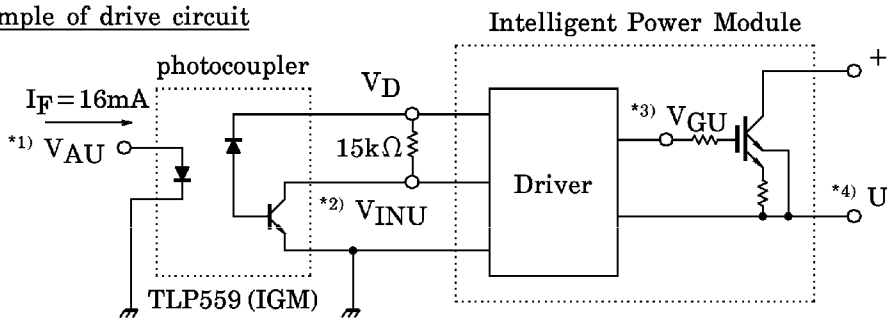 mple of drive circuit
Intelligent Power Module
photocoupler
+
I_F = 16mA
V_D
*3) V_GU
*1) V_AU
15kΩ
Driver
*2) V_INU
*4) U
TLP559 (IGM)